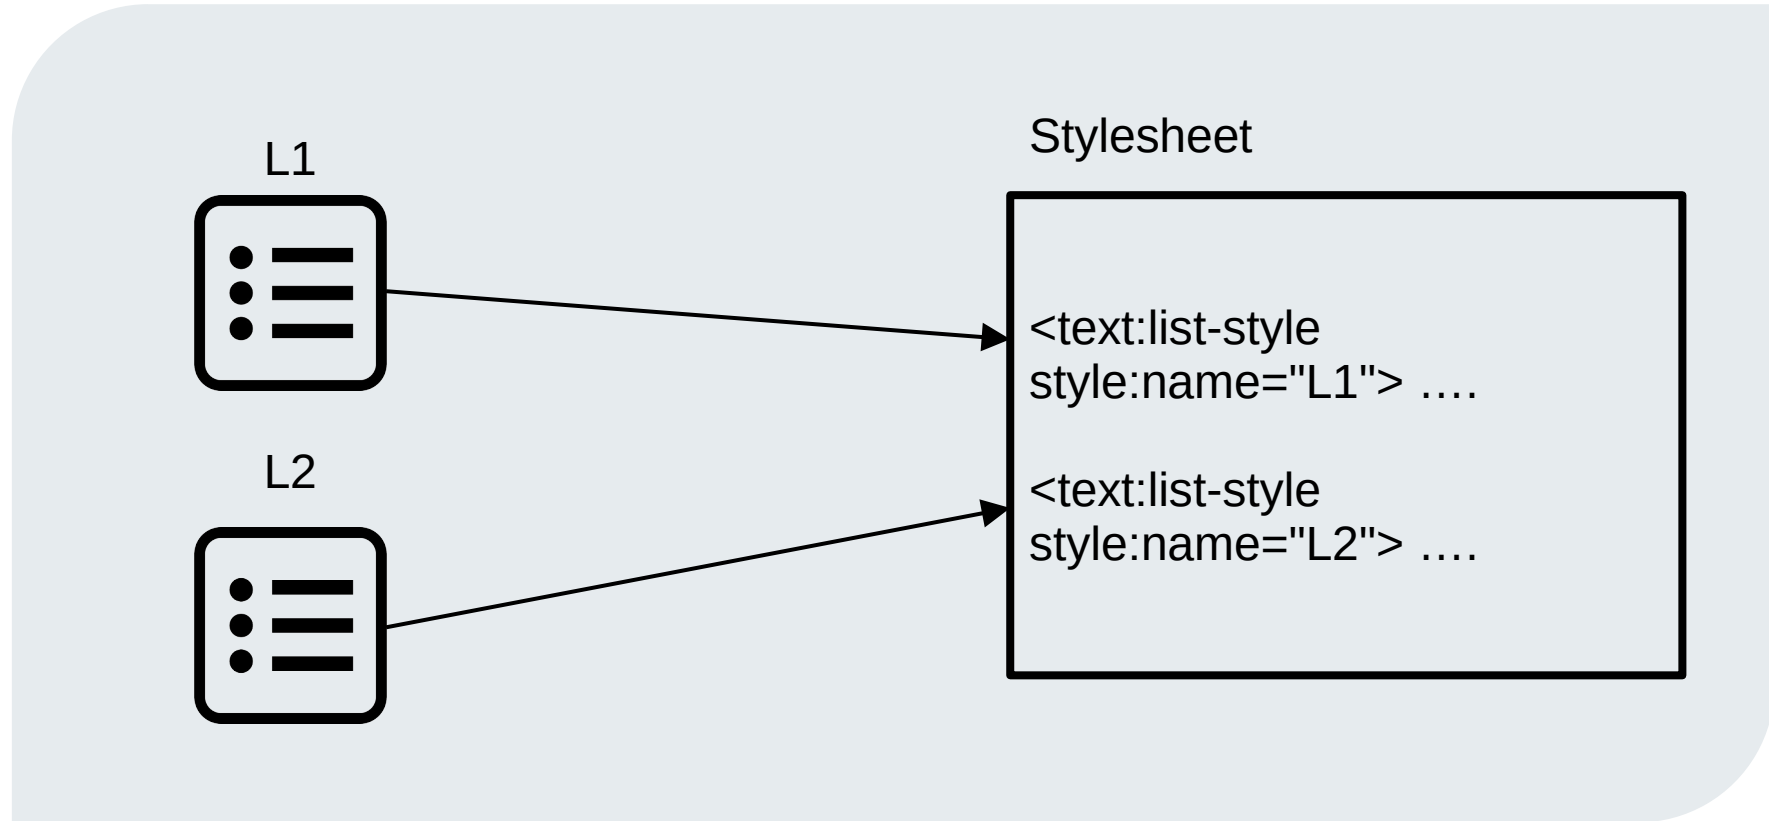 L1
L2
Stylesheet
<text:list-style
style:name="L1"> ....
<text:list-style
style:name="L2"> ....